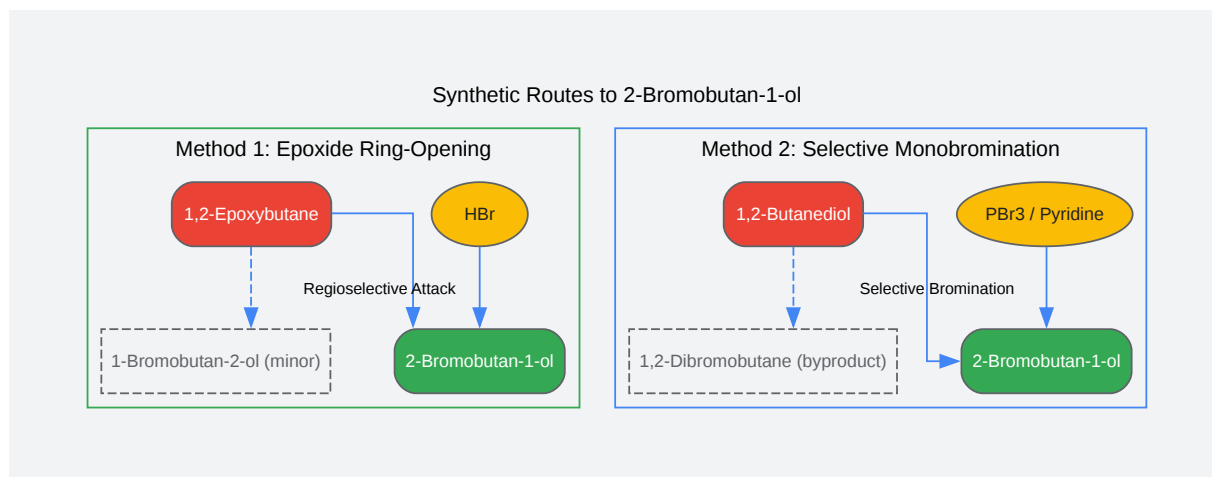 Synthetic Routes to 2-Bromobutan-1-ol
Method 1: Epoxide Ring-Opening
1,2-Epoxybutane
HBr
Regioselective Attack
1-Bromobutan-2-ol (minor)
2-Bromobutan-1-ol
Method 2: Selective Monobromination
1,2-Butanediol
PBr3 / Pyridine
Selective Bromination
1,2-Dibromobutane (byproduct)
2-Bromobutan-1-ol